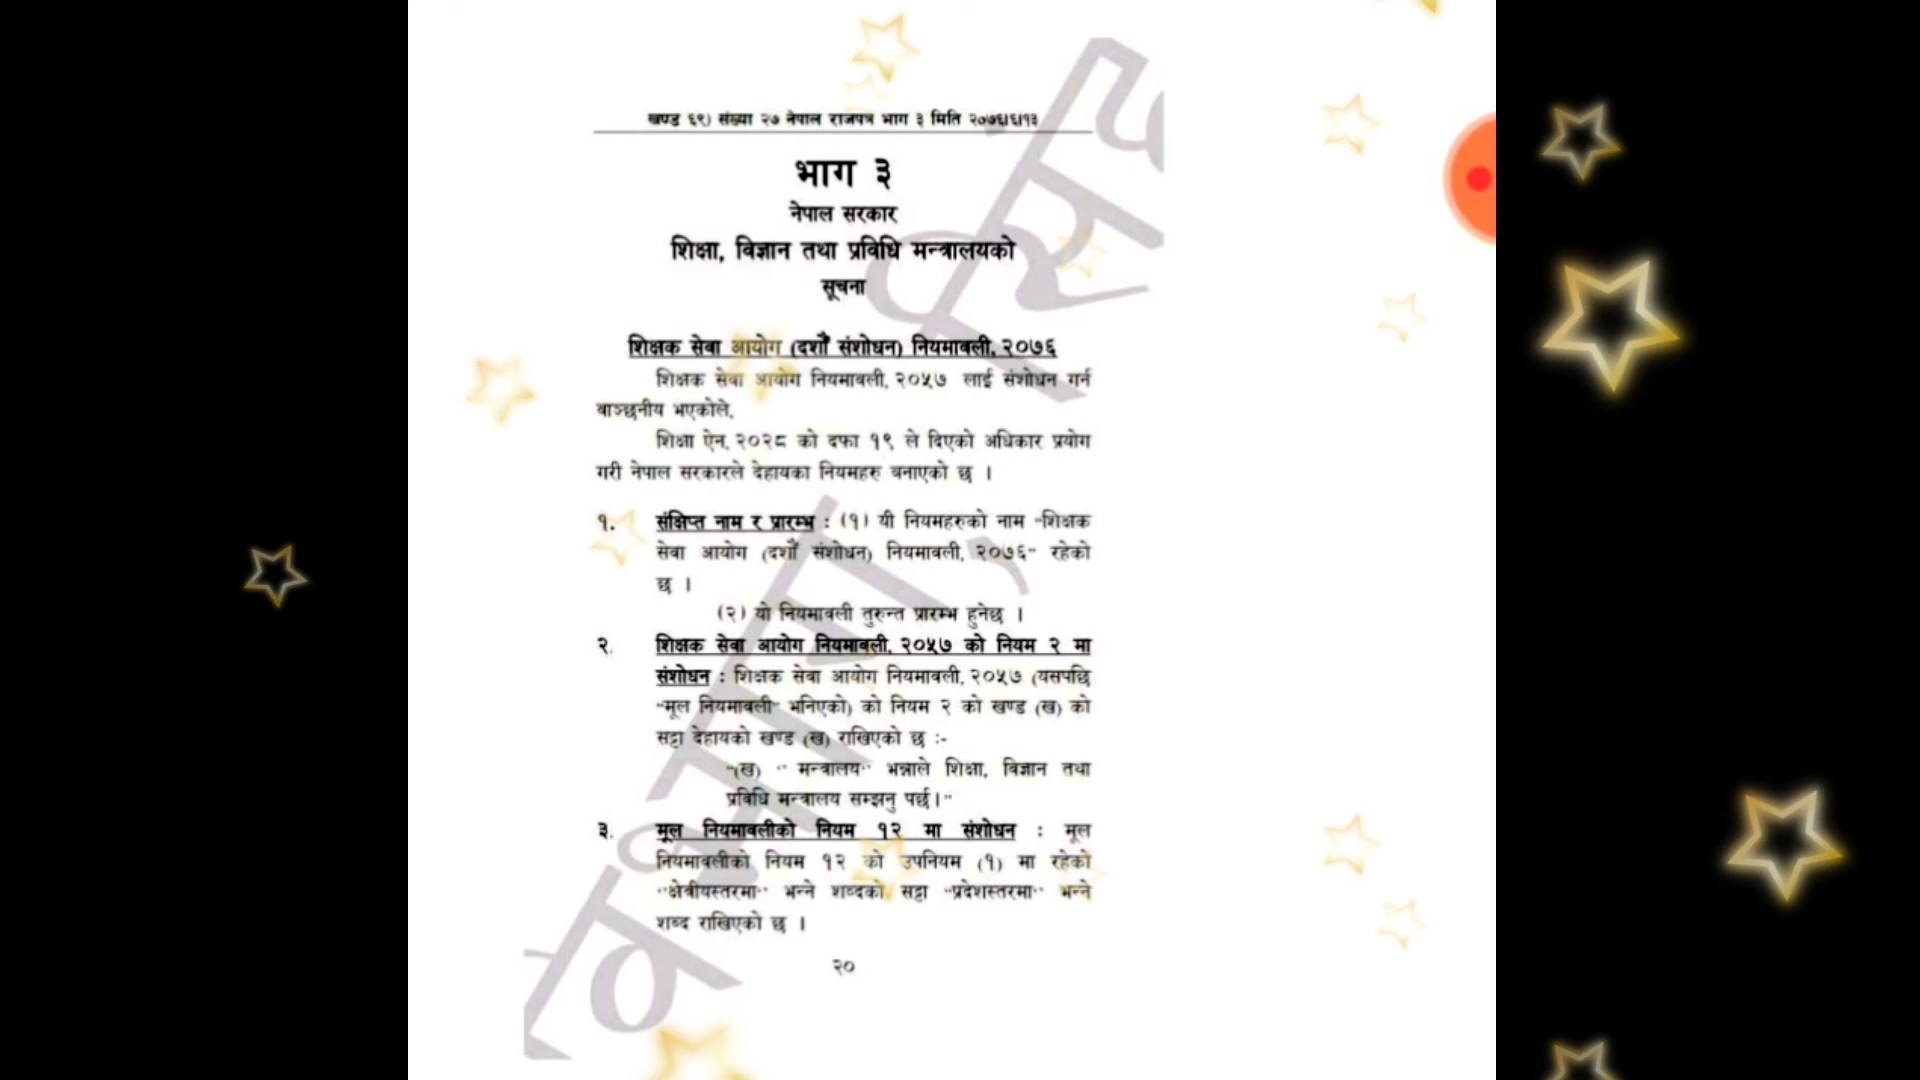 खण्ड ६९) संख्या २७ नेपाल राजपत्र भाग ३ मिति २०७६।६।१३
भाग ३
नेपाल सरकार
शिक्षा, विज्ञान तथा प्रविधि मन्त्रालयको
सूचना
शिक्षक सेवा आयोग (दशौं संशोधन) नियमावली, २०७६
शिक्षक सेवा आयोग नियमावली, २०५७ लाई संशोधन गर्न
वाञ्छनीय भएकोले,
शिक्षा ऐन, २०२८ को दफा १९ ले दिएको अधिकार प्रयोग
गरी नेपाल सरकारले देहायका नियमहरु बनाएको छ ।
१. संक्षिप्त नाम र प्रारम्भ : (१) यी नियमहरुको नाम "शिक्षक
सेवा आयोग (दशौं संशोधन) नियमावली, २०७६" रहेको
छ ।
(२) यो नियमावली तुरुन्त प्रारम्भ हुनेछ ।
२. शिक्षक सेवा आयोग नियमावली, २०५७ को नियम २ मा
संशोधन : शिक्षक सेवा आयोग नियमावली, २०५७ (यसपछि
"मूल नियमावली" भनिएको) को नियम २ को खण्ड (ख) को
सट्टा देहायको खण्ड (ख) राखिएको छ :-
"(ख) "मन्त्रालय" भन्नाले शिक्षा, विज्ञान तथा
प्रविधि मन्त्रालय सम्झनु पर्छ।"
३. मूल नियमावलीको नियम १२ मा संशोधन : मूल
नियमावलीको नियम १२ को उपनियम (१) मा रहेको
"क्षेत्रीयस्तरमा" भन्ने शब्दको सट्टा "प्रदेशस्तरमा" भन्ने
शब्द राखिएको छ ।
२०